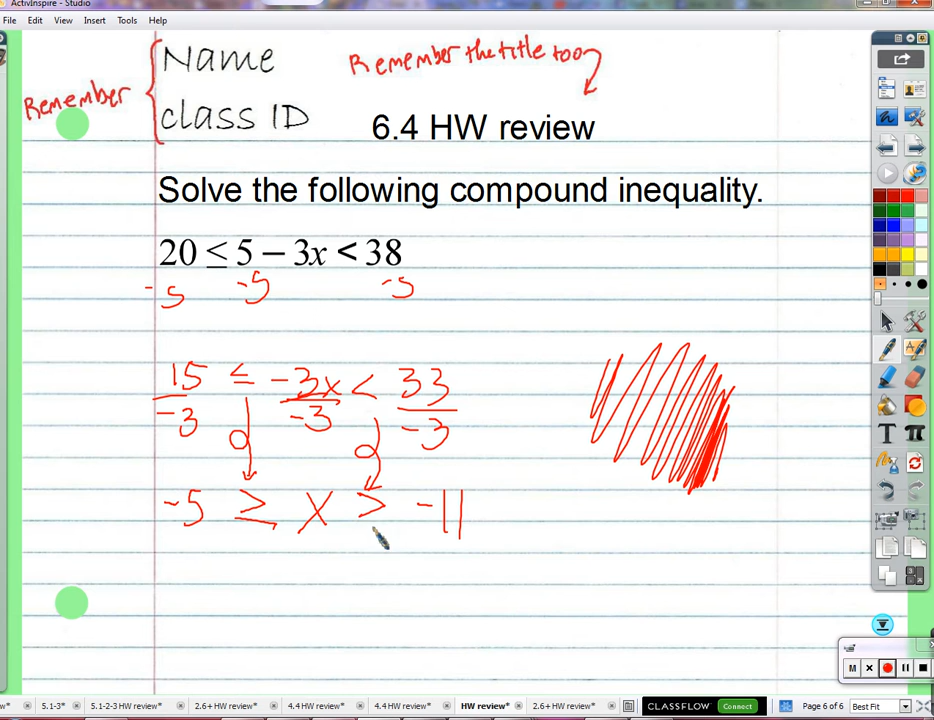 ActivInspire - Studio
File Edit View Insert Tools Help
Name
Remember the title too
Remember
class ID
6.4 HW review
Solve the following compound inequality.
20 ≤ 5 − 3x < 38
-5 -5 -5
15 ≤ -3x < 33
-3 -3 -3
-5 ≥ x > -11
5.1-3* 5.1-2-3 HW review* 2.6+ HW review* 4.4 HW review* 4.4 HW review* HW review* 2.6+ HW review*
CLASSFLOW Connect
Page 6 of 6 Best Fit